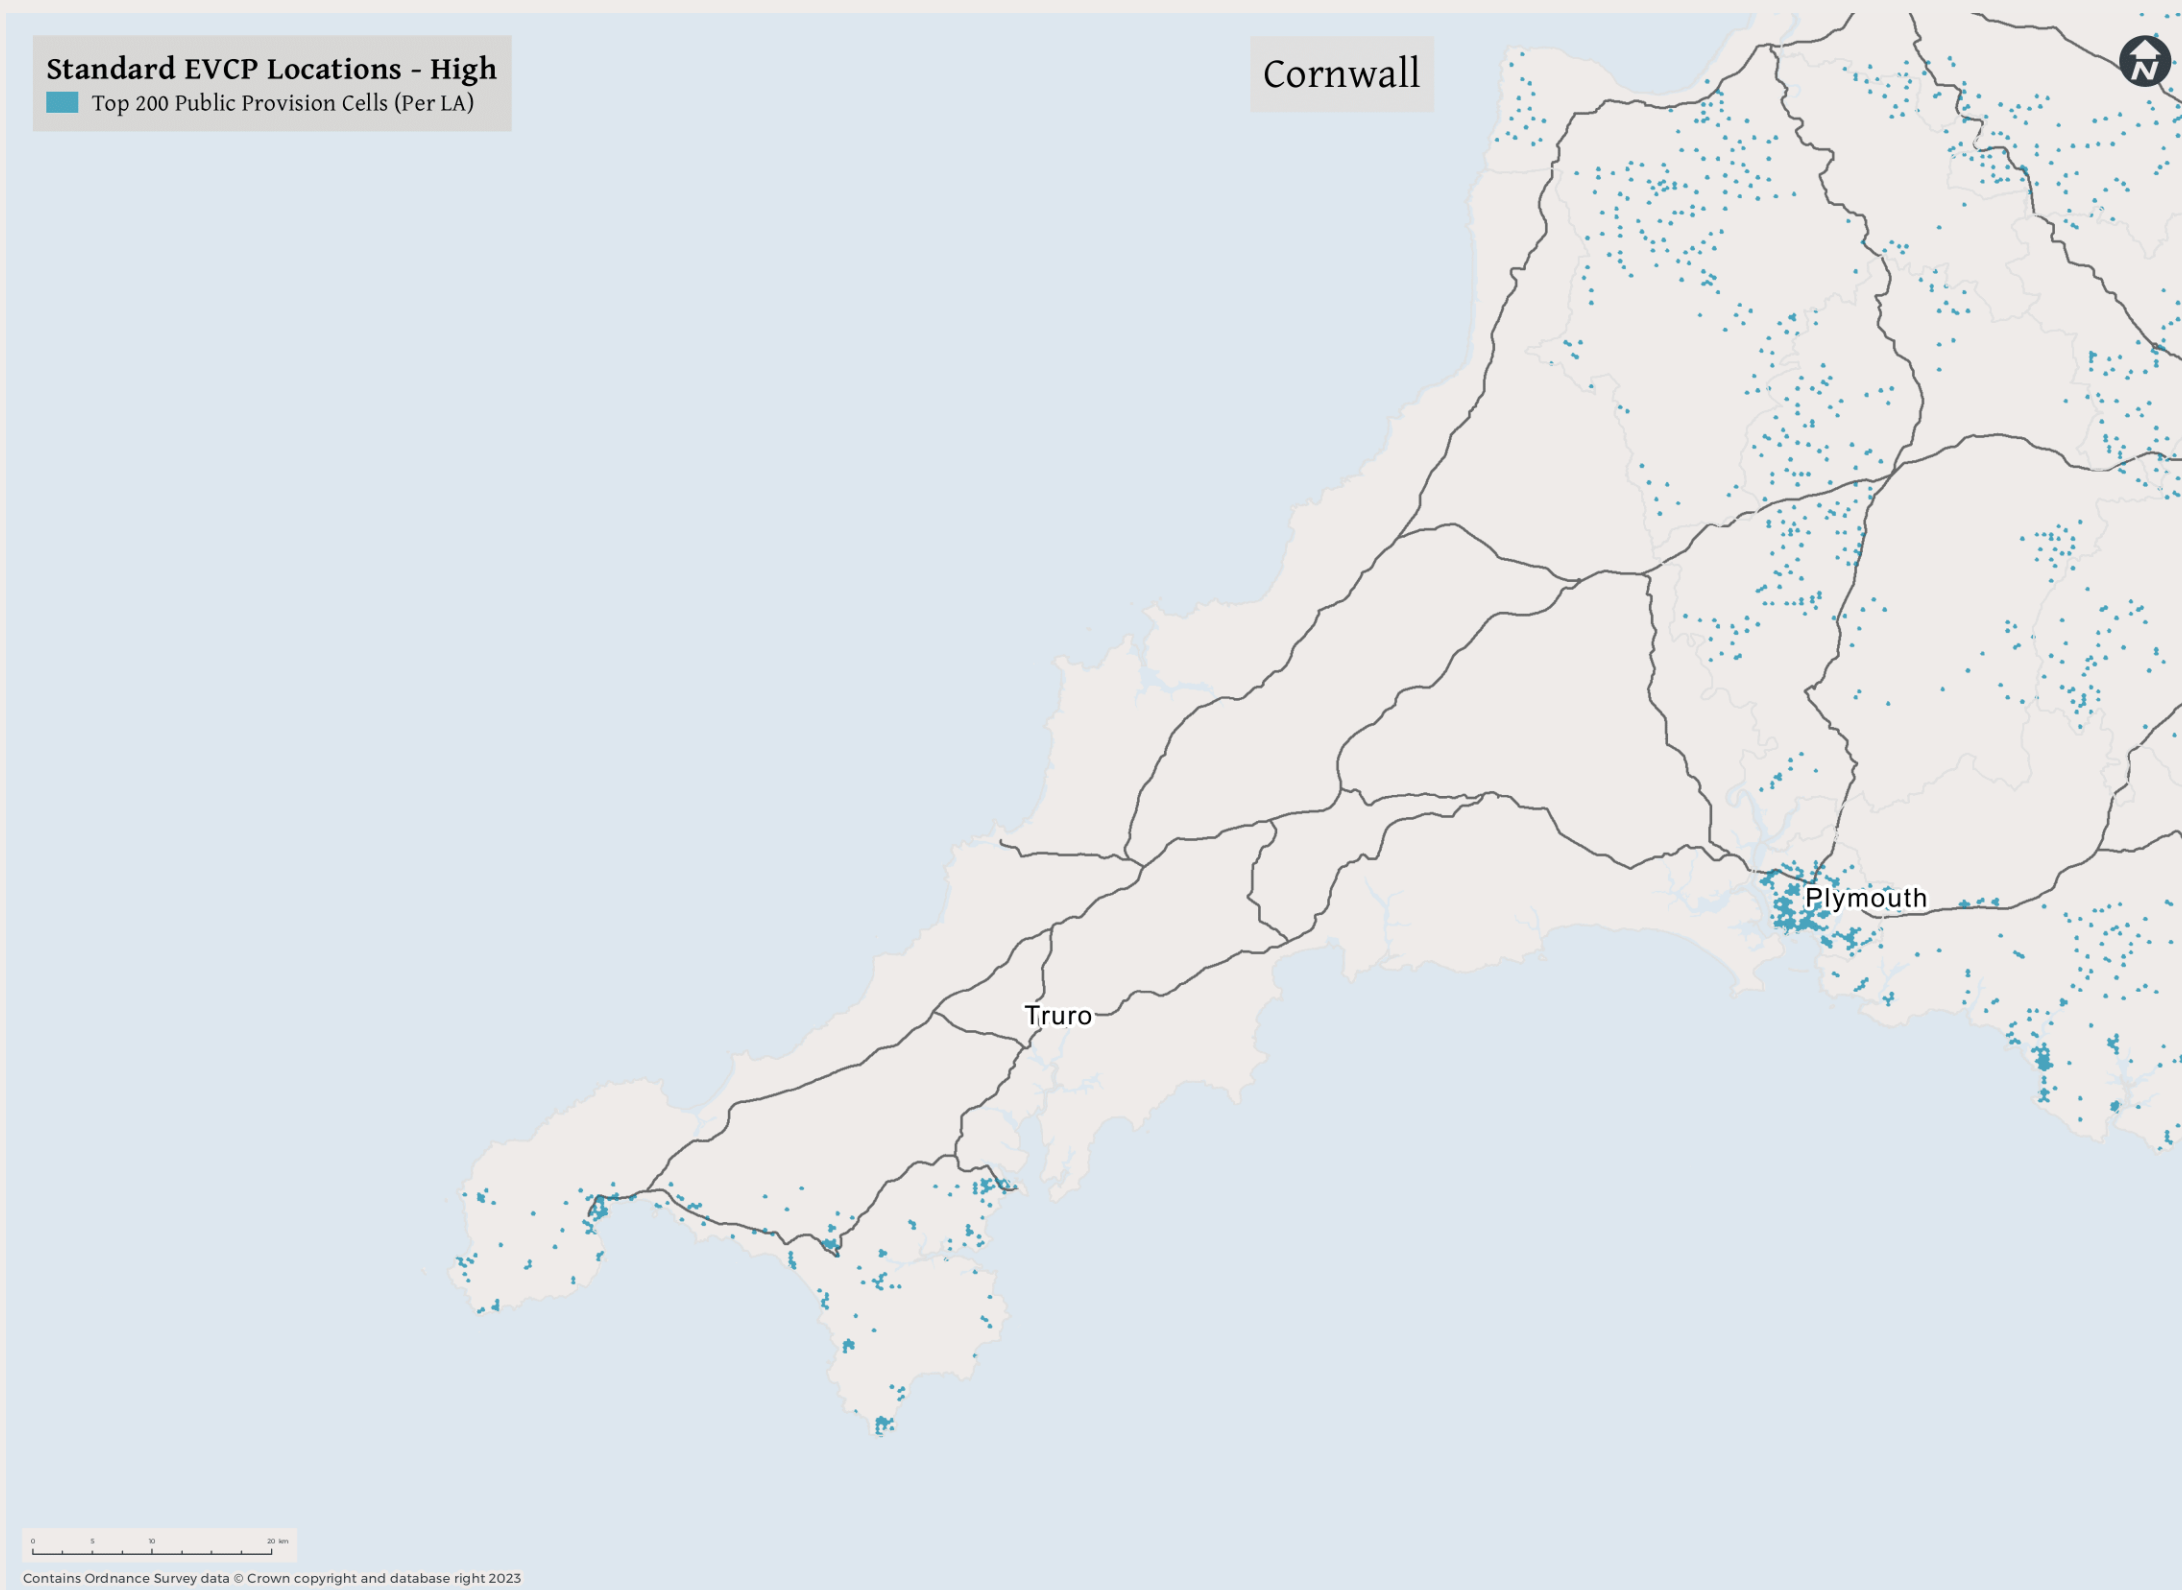 Standard EVCP Locations - High
Top 200 Public Provision Cells (Per LA)
Cornwall
N
Plymouth
Truro
0 5 10 20 km
Contains Ordnance Survey data © Crown copyright and database right 2023